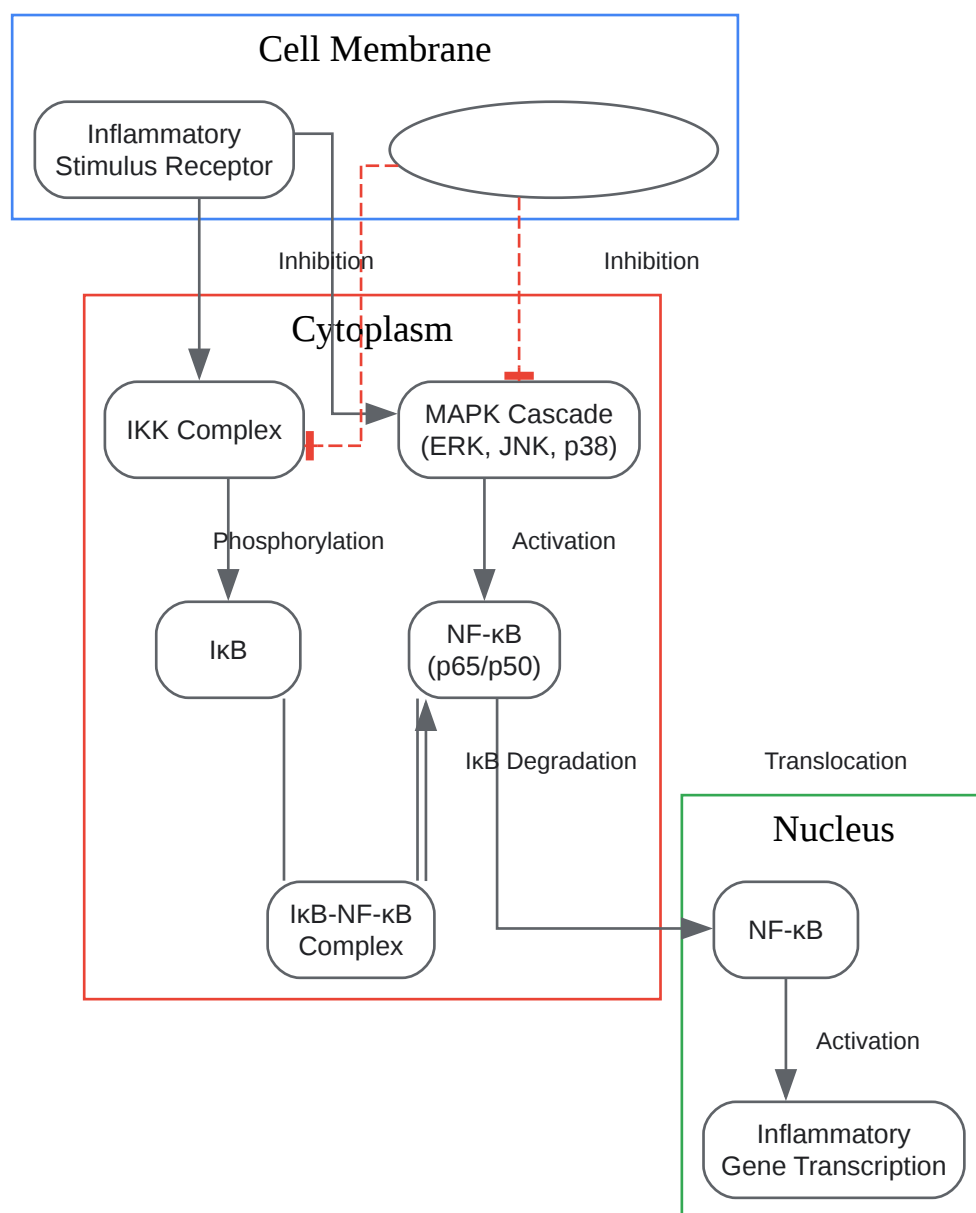 Cell Membrane
Inflammatory
Stimulus Receptor
Inhibition
Inhibition
Cytoplasm
IKK Complex
MAPK Cascade
(ERK, JNK, p38)
Phosphorylation
Activation
IκB
NF-κB
(p65/p50)
IκB Degradation
Translocation
Nucleus
IκB-NF-κB
Complex
NF-κB
Activation
Inflammatory
Gene Transcription